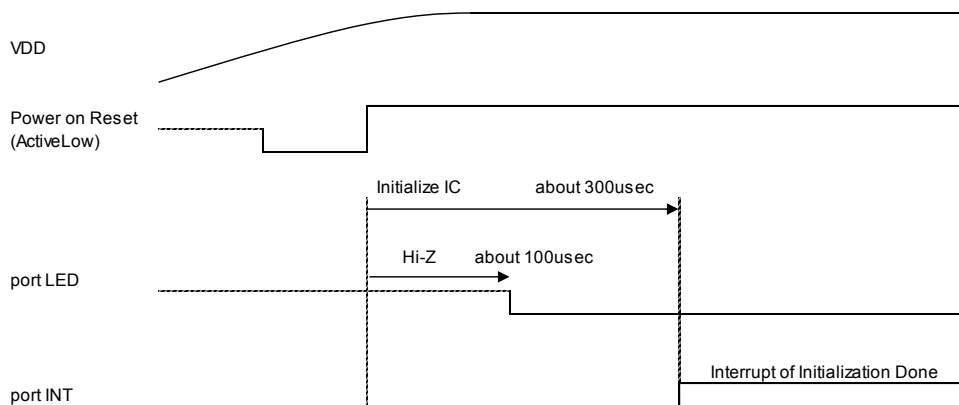 VDD
Power on Reset
(ActiveLow)
Initialize IC about 300usec
Hi-Z about 100usec
port LED
Interrupt of Initialization Done
port INT